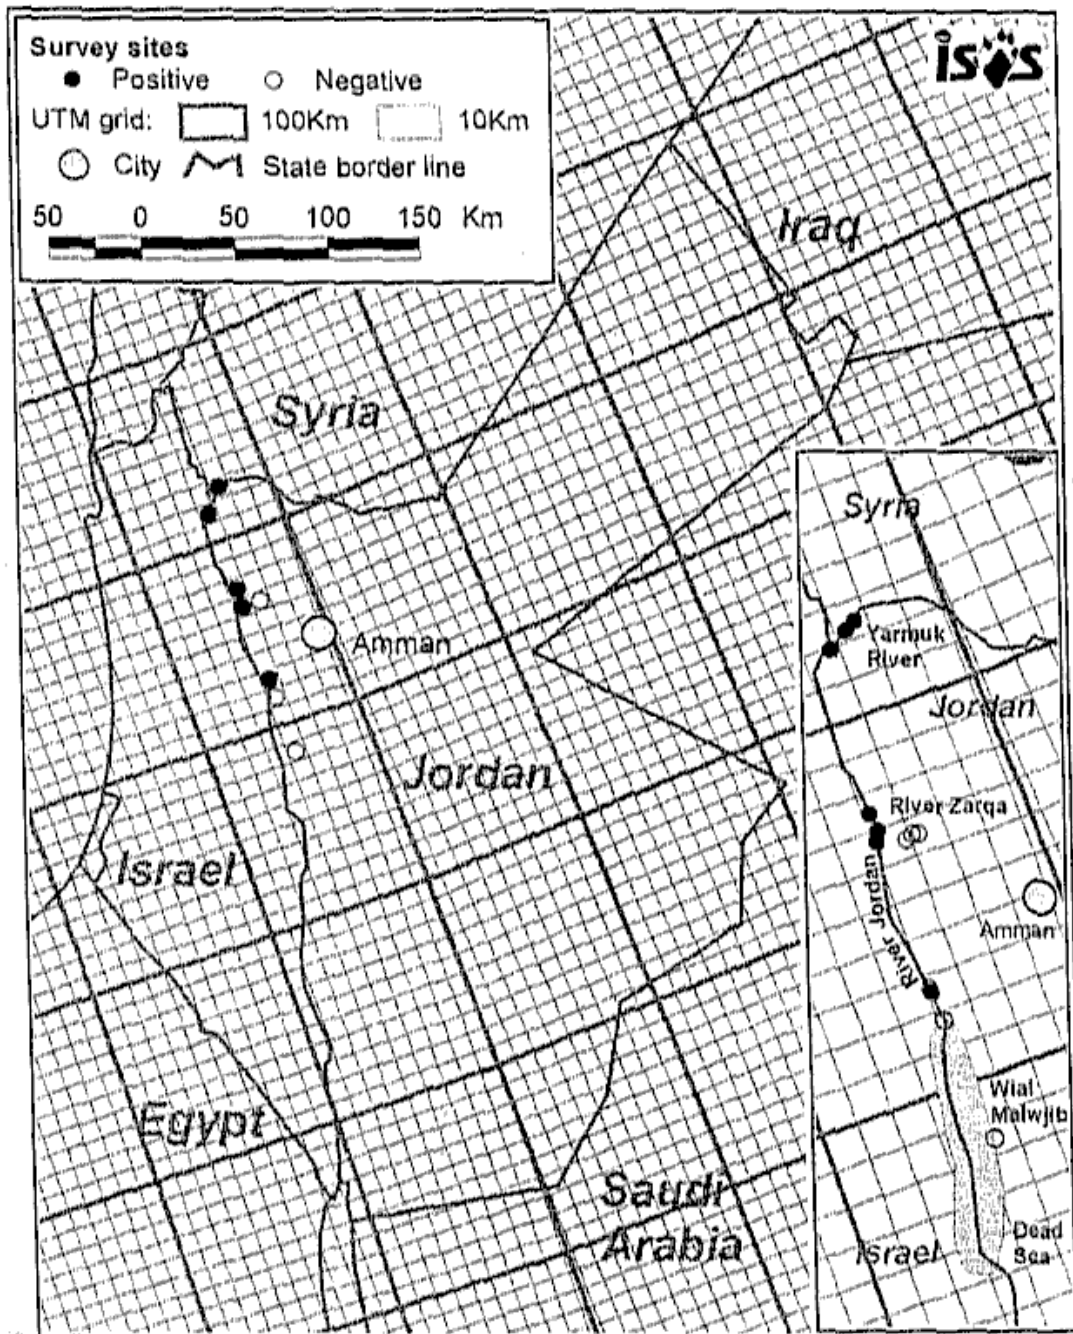 Survey sites
Positive
Negative
UTM grid:
100Km
10Km
City
State border line
50 0 50 100 150 Km
isos
Iraq
Syria
Amman
Jordan
Israel
Egypt
Saudi
Arabia
Syria
Yarmuk
River
Jordan
River Zarqa
River Jordan
Amman
Wial
Malwjib
Dead
Sea
Israel